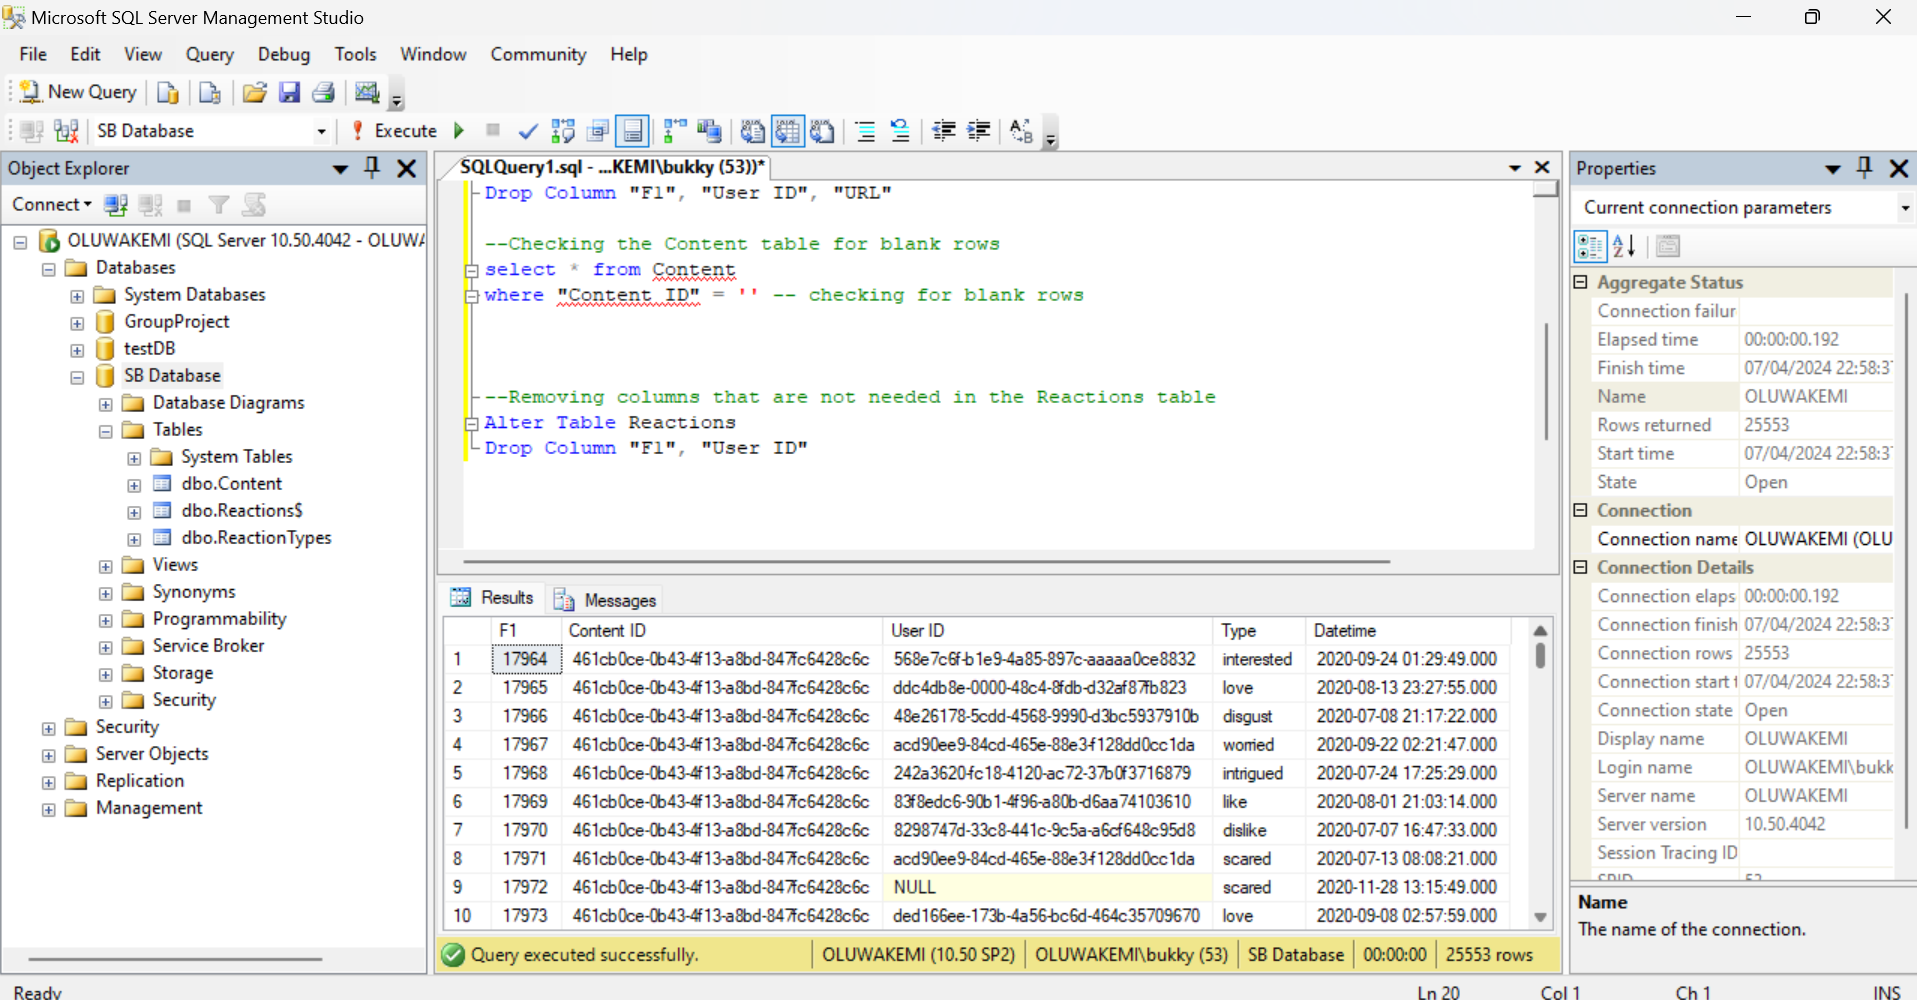 Microsoft SQL Server Management Studio
File Edit View Query Debug Tools Window Community Help
New Query
SB Database Execute
Object Explorer
Connect
OLUWAKEMI (SQL Server 10.50.4042 - OLUWA
Databases
System Databases
GroupProject
testDB
SB Database
Database Diagrams
Tables
System Tables
dbo.Content
dbo.Reactions$
dbo.ReactionTypes
Views
Synonyms
Programmability
Service Broker
Storage
Security
Security
Server Objects
Replication
Management
SQLQuery1.sql - ...KEMI\bukky (53))*
Drop Column "F1", "User ID", "URL"
--Checking the Content table for blank rows
select * from Content
where "Content ID" = '' -- checking for blank rows
--Removing columns that are not needed in the Reactions table
Alter Table Reactions
Drop Column "F1", "User ID"
Results Messages
F1 Content ID User ID Type Datetime
1 17964 461cb0ce-0b43-4f13-a8bd-847fc6428c6c 568e7c6f-b1e9-4a85-897c-aaaaa0ce8832 interested 2020-09-24 01:29:49.000
2 17965 461cb0ce-0b43-4f13-a8bd-847fc6428c6c ddc4db8e-0000-48c4-8fdb-d32af87fb823 love 2020-08-13 23:27:55.000
3 17966 461cb0ce-0b43-4f13-a8bd-847fc6428c6c 48e26178-5cdd-4568-9990-d3bc5937910b disgust 2020-07-08 21:17:22.000
4 17967 461cb0ce-0b43-4f13-a8bd-847fc6428c6c acd90ee9-84cd-465e-88e3-f128dd0cc1da worried 2020-09-22 02:21:47.000
5 17968 461cb0ce-0b43-4f13-a8bd-847fc6428c6c 242a3620-fc18-4120-ac72-37b0f3716879 intrigued 2020-07-24 17:25:29.000
6 17969 461cb0ce-0b43-4f13-a8bd-847fc6428c6c 83f8edc6-90b1-4f96-a80b-d6aa74103610 like 2020-08-01 21:03:14.000
7 17970 461cb0ce-0b43-4f13-a8bd-847fc6428c6c 8298747d-33c8-441c-9c5a-a6cf648c95d8 dislike 2020-07-07 16:47:33.000
8 17971 461cb0ce-0b43-4f13-a8bd-847fc6428c6c acd90ee9-84cd-465e-88e3-f128dd0cc1da scared 2020-07-13 08:08:21.000
9 17972 461cb0ce-0b43-4f13-a8bd-847fc6428c6c NULL scared 2020-11-28 13:15:49.000
10 17973 461cb0ce-0b43-4f13-a8bd-847fc6428c6c ded166ee-173b-4a56-bc6d-464c35709670 love 2020-09-08 02:57:59.000
Query executed successfully. OLUWAKEMI (10.50 SP2) OLUWAKEMI\bukky (53) SB Database 00:00:00 25553 rows
Properties
Current connection parameters
Aggregate Status
Connection failur
Elapsed time 00:00:00.192
Finish time 07/04/2024 22:58:3
Name OLUWAKEMI
Rows returned 25553
Start time 07/04/2024 22:58:3
State Open
Connection
Connection name OLUWAKEMI (OLU
Connection Details
Connection elaps 00:00:00.192
Connection finish 07/04/2024 22:58:3
Connection rows 25553
Connection start t 07/04/2024 22:58:3
Connection state Open
Display name OLUWAKEMI
Login name OLUWAKEMI\bukk
Server name OLUWAKEMI
Server version 10.50.4042
Session Tracing ID
SPID 53
Name
The name of the connection.
Ready Ln 20 Col 1 Ch 1 INS